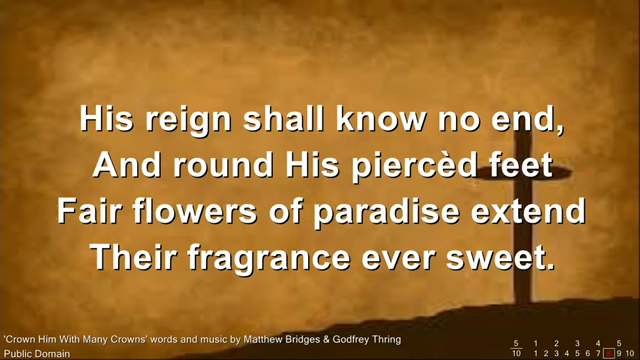 His reign shall know no end,
And round His piercèd feet
Fair flowers of paradise extend
Their fragrance ever sweet.
'Crown Him With Many Crowns' words and music by Matthew Bridges & Godfrey Thring
Public Domain
5 1 2 3 4 5
10 1 2 3 4 5 6 7 8 9 10